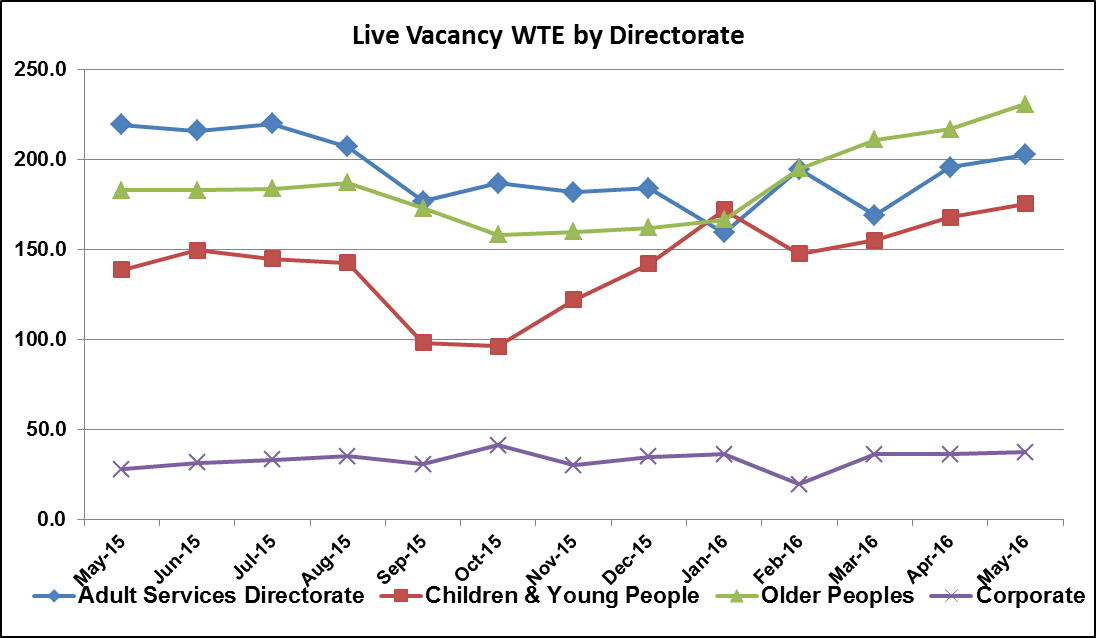 Live Vacancy WTE by Directorate
250.0
200.0
150.0
100.0
50.0
0.0
May-15 Jun-15 Jul-15 Aug-15 Sep-15 Oct-15 Nov-15 Dec-15 Jan-16 Feb-16 Mar-16 Apr-16 May-16
Adult Services Directorate Children & Young People Older Peoples Corporate